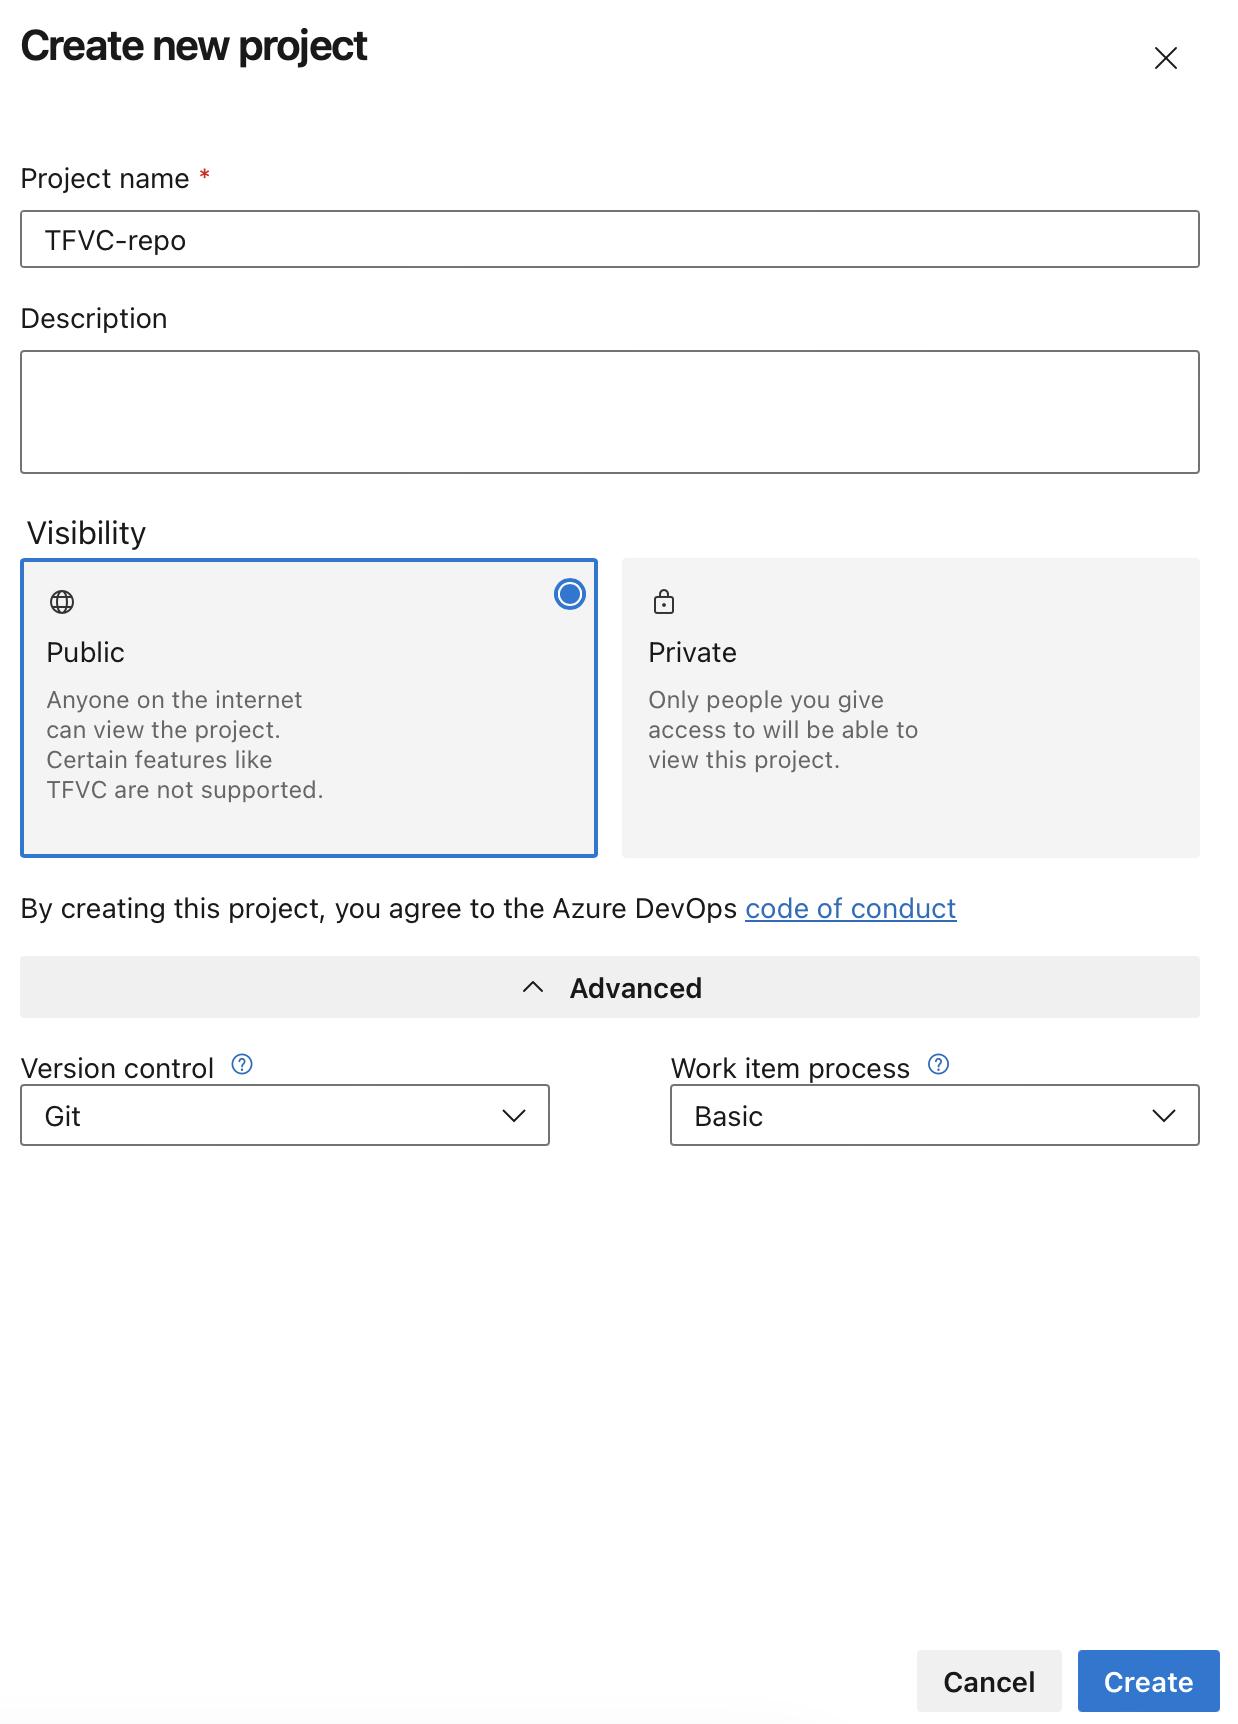 Create new project
Project name *
TFVC-repo
Description
Visibility
Public
Anyone on the internet
can view the project.
Certain features like
TFVC are not supported.
Private
Only people you give
access to will be able to
view this project.
By creating this project, you agree to the Azure DevOps code of conduct
Advanced
Version control ?
Git
Work item process ?
Basic
Cancel
Create